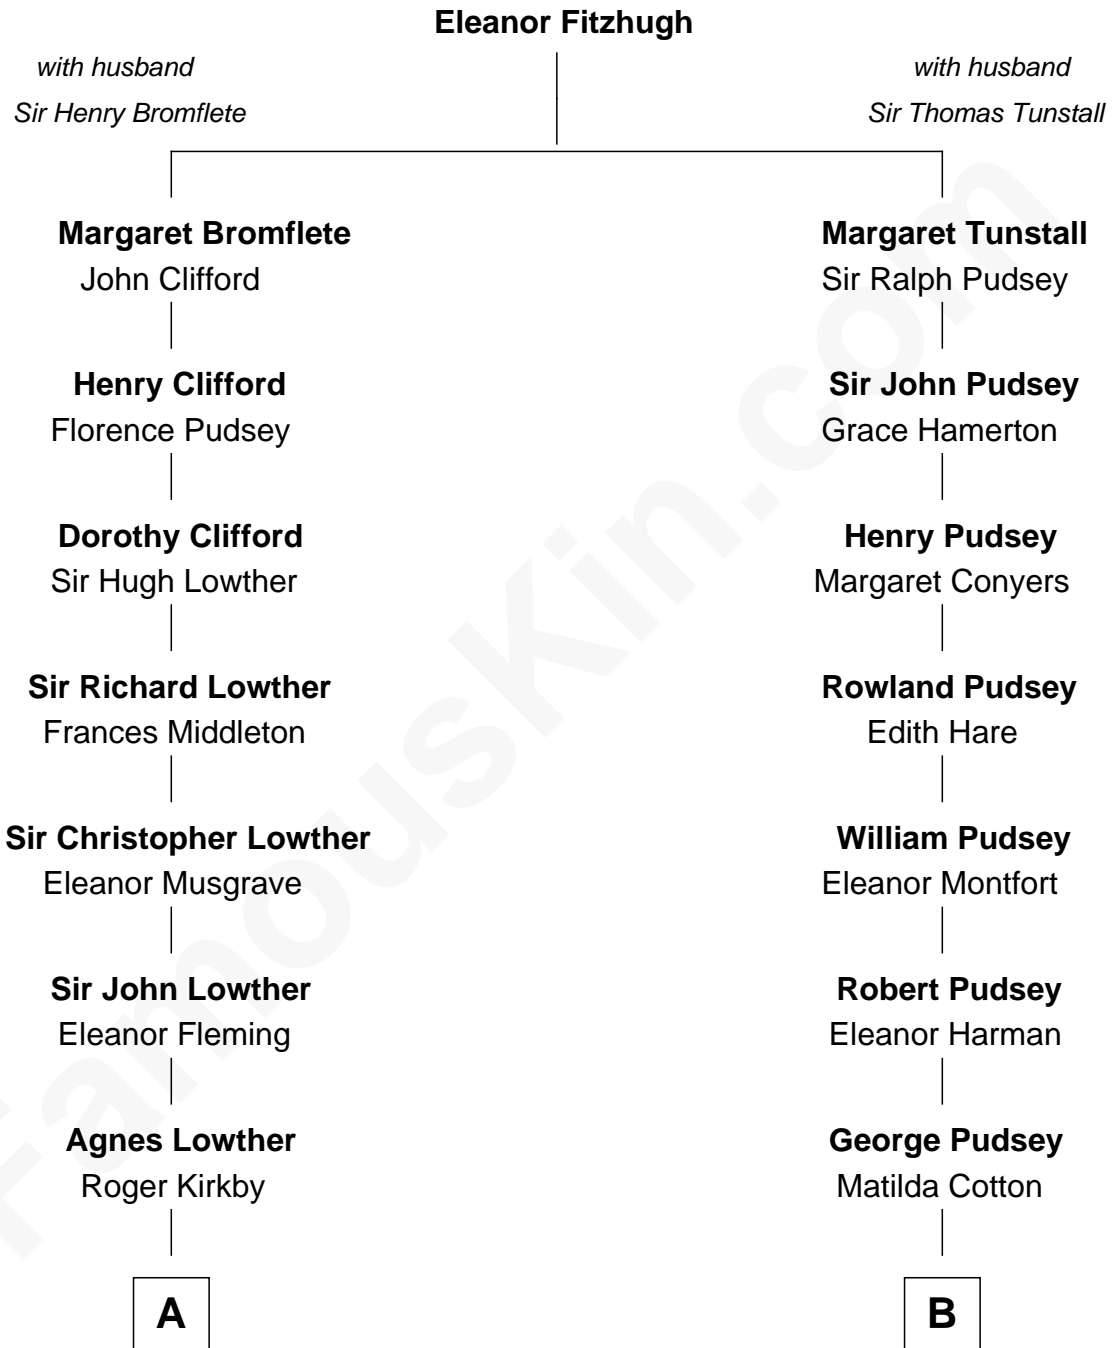 Eleanor Fitzhugh
with husband
Sir Henry Bromflete
with husband
Sir Thomas Tunstall
Margaret Bromflete
John Clifford
Margaret Tunstall
Sir Ralph Pudsey
Henry Clifford
Florence Pudsey
Sir John Pudsey
Grace Hamerton
Dorothy Clifford
Sir Hugh Lowther
Henry Pudsey
Margaret Conyers
Sir Richard Lowther
Frances Middleton
Rowland Pudsey
Edith Hare
Sir Christopher Lowther
Eleanor Musgrave
William Pudsey
Eleanor Montfort
Sir John Lowther
Eleanor Fleming
Robert Pudsey
Eleanor Harman
Agnes Lowther
Roger Kirkby
George Pudsey
Matilda Cotton
A
B
FamousKin.com